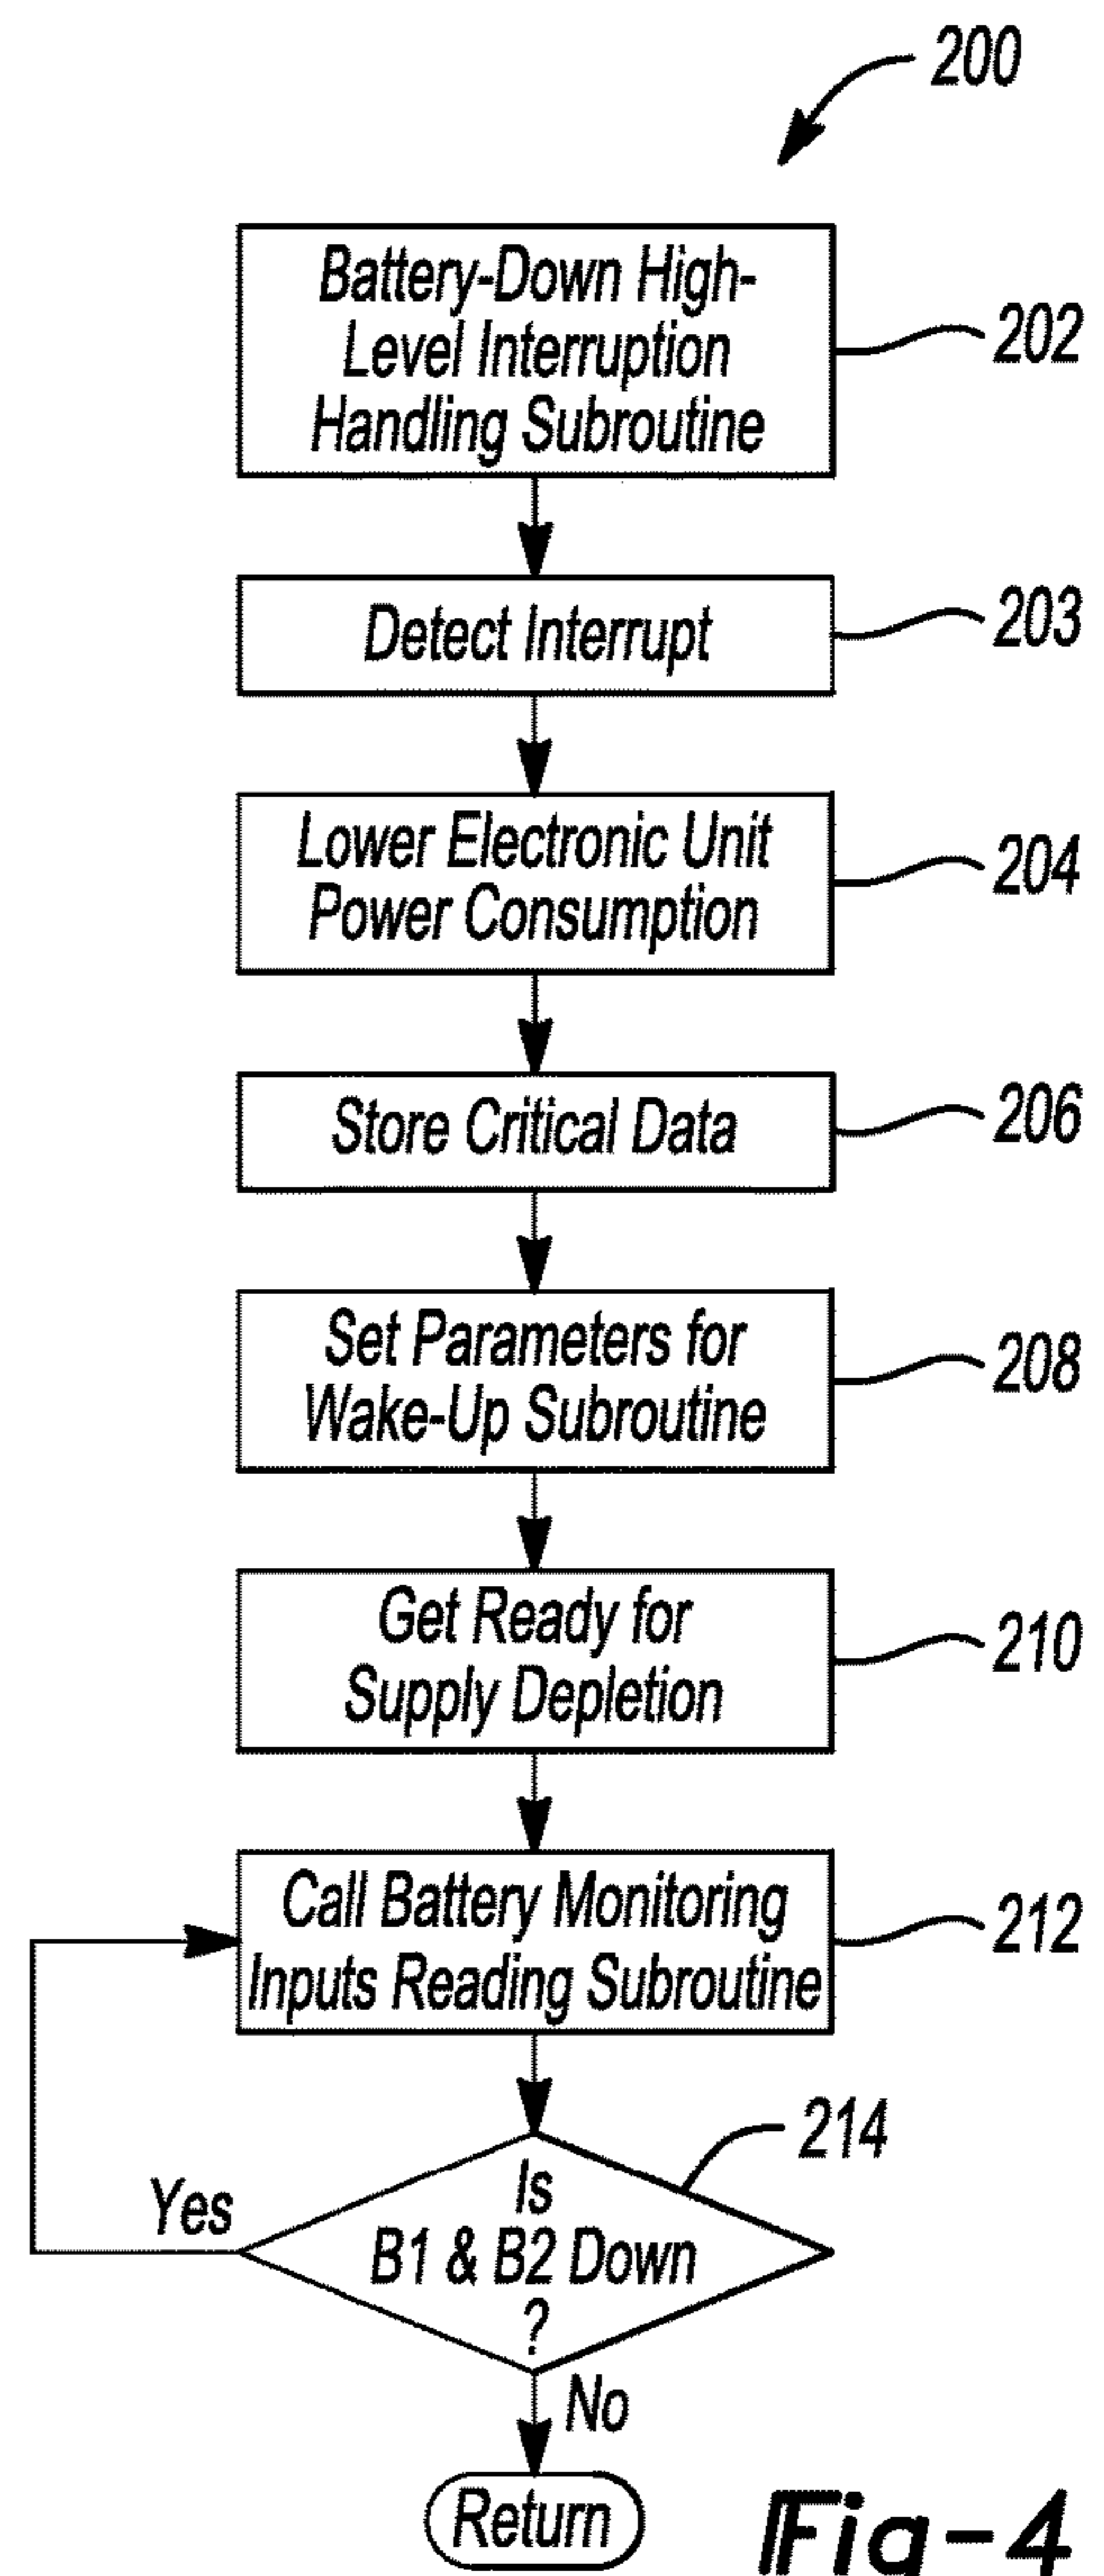 200
Battery-Down High-
Level Interruption
Handling Subroutine
202
Detect Interrupt
203
Lower Electronic Unit
Power Consumption
204
Store Critical Data
206
Set Parameters for
Wake-Up Subroutine
208
Get Ready for
Supply Depletion
210
Call Battery Monitoring
Inputs Reading Subroutine
212
214
Is
B1 & B2 Down
?
Yes
No
Return
Fig-4